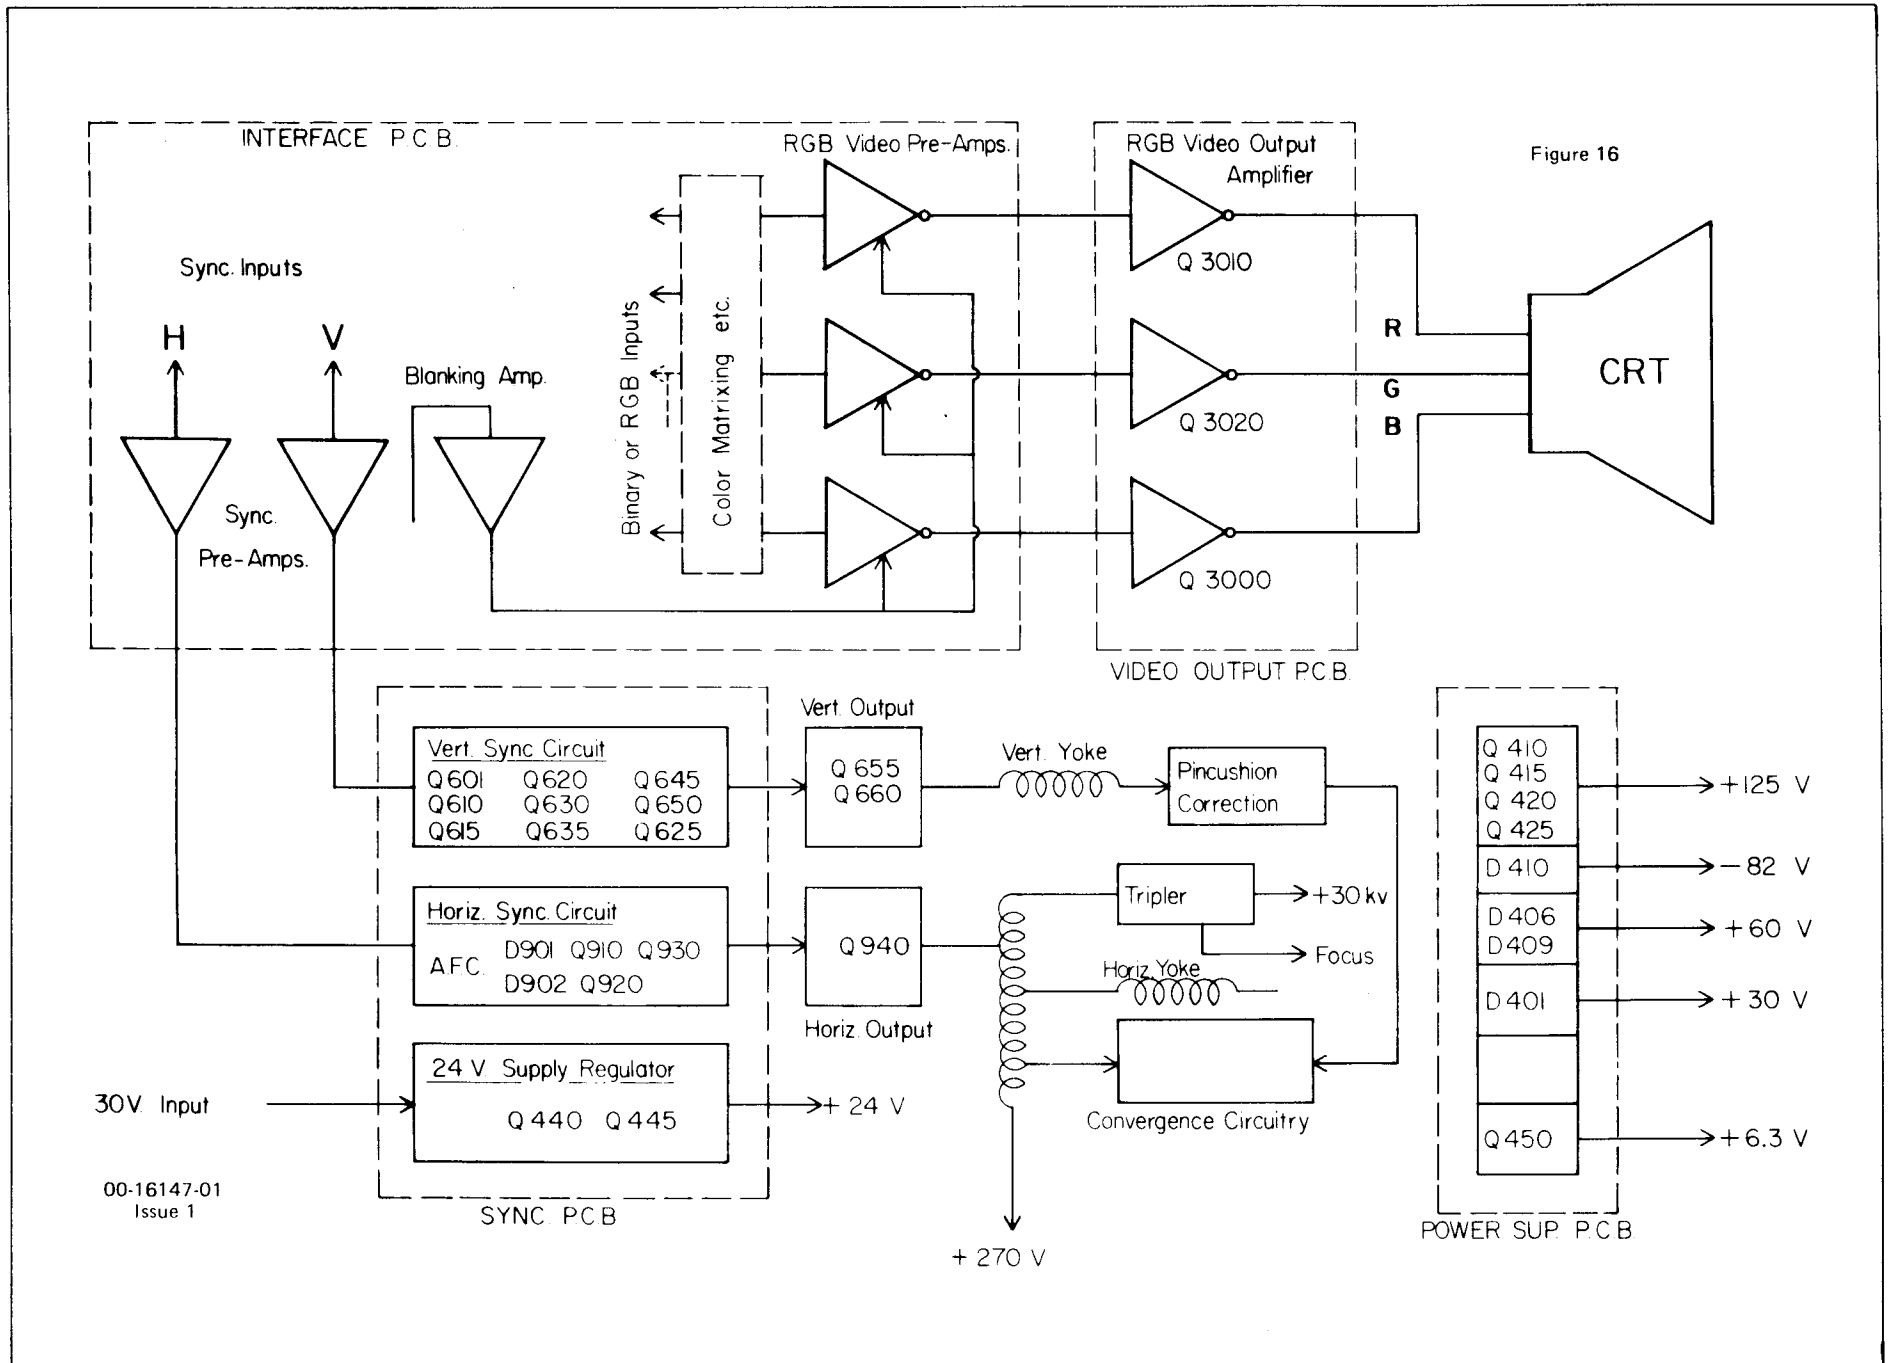 INTERFACE P.C.B.
RGB Video Pre-Amps.
RGB Video Output
Amplifier
Figure 16
Sync. Inputs
H
V
Blanking Amp.
Sync.
Pre-Amps.
Binary or RGB Inputs
Color Matrixing etc.
Q 3010
Q 3020
Q 3000
R
G
B
CRT
VIDEO OUTPUT P.C.B.
Vert. Sync Circuit
Q601 Q620 Q645
Q610 Q630 Q650
Q615 Q635 Q625
Vert. Output
Q 655
Q 660
Vert. Yoke
Pincushion
Correction
Horiz. Sync. Circuit
A.F.C. D901 Q910 Q930
D902 Q920
Q 940
Horiz. Output
Tripler
+30 kv
Focus
Horiz. Yoke
Convergence Circuitry
24 V. Supply Regulator
Q 440 Q 445
30V. Input
+ 24 V
+ 270 V
SYNC. P.C.B
Q 410
Q 415
Q 420
Q 425
+125 V
D 410
- 82 V
D 406
D 409
+ 60 V
D 401
+ 30 V
Q 450
+6.3 V
POWER SUP. P.C.B.
00-16147-01
Issue 1